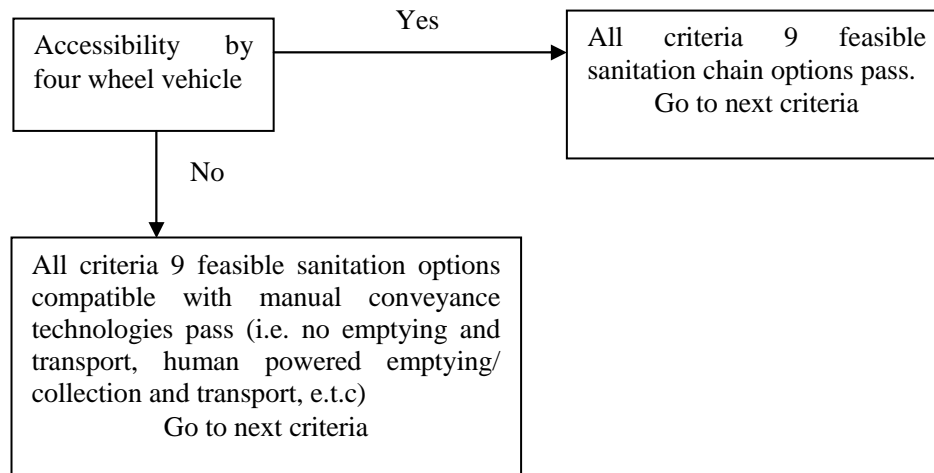 Accessibility by
four wheel vehicle
Yes
All criteria 9 feasible
sanitation chain options pass.
Go to next criteria
No
All criteria 9 feasible sanitation options
compatible with manual conveyance
technologies pass (i.e. no emptying and
transport, human powered emptying/
collection and transport, e.t.c)
Go to next criteria